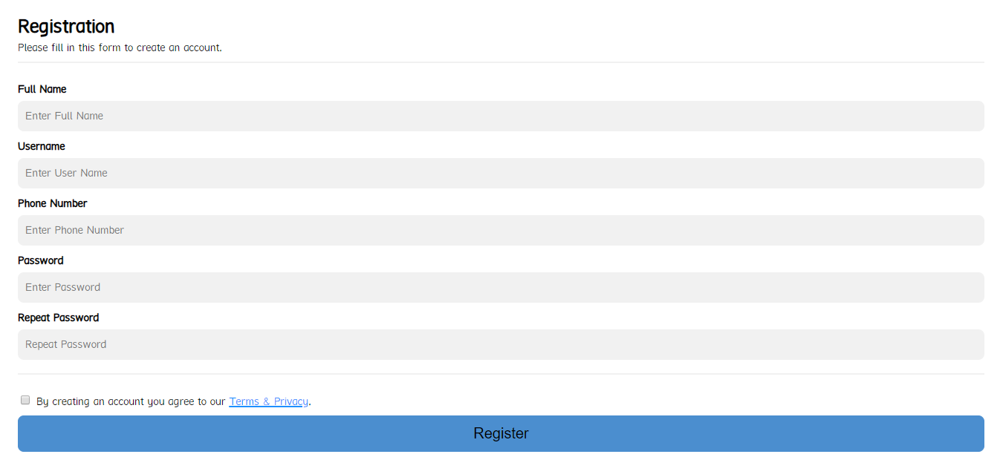 Registration
Please fill in this form to create an account.
Full Name
Enter Full Name
Username
Enter User Name
Phone Number
Enter Phone Number
Password
Enter Password
Repeat Password
Repeat Password
By creating an account you agree to our Terms & Privacy.
Register